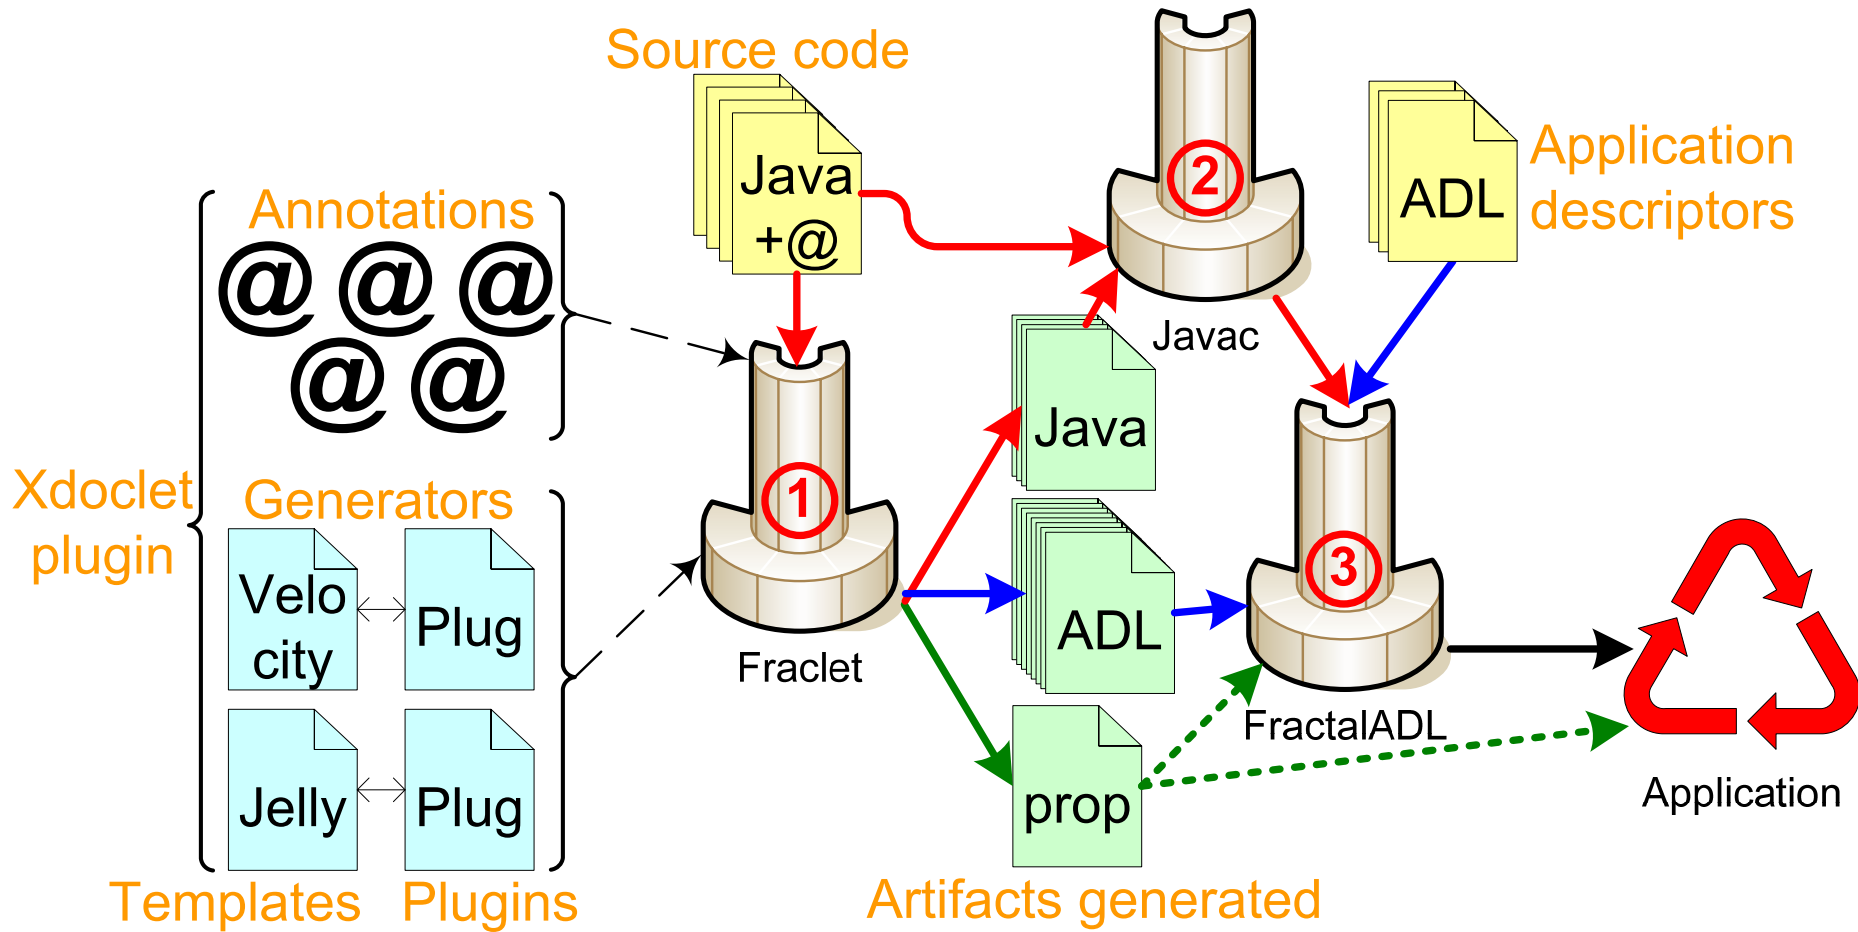 Source code
Java
+@
2
Javac
ADL
Application
descriptors
Annotations
@ @ @
@ @
Xdoclet
plugin
Generators
Velo
city
Plug
Jelly
Plug
Templates
Plugins
1
Fraclet
Java
ADL
prop
Artifacts generated
3
FractalADL
Application